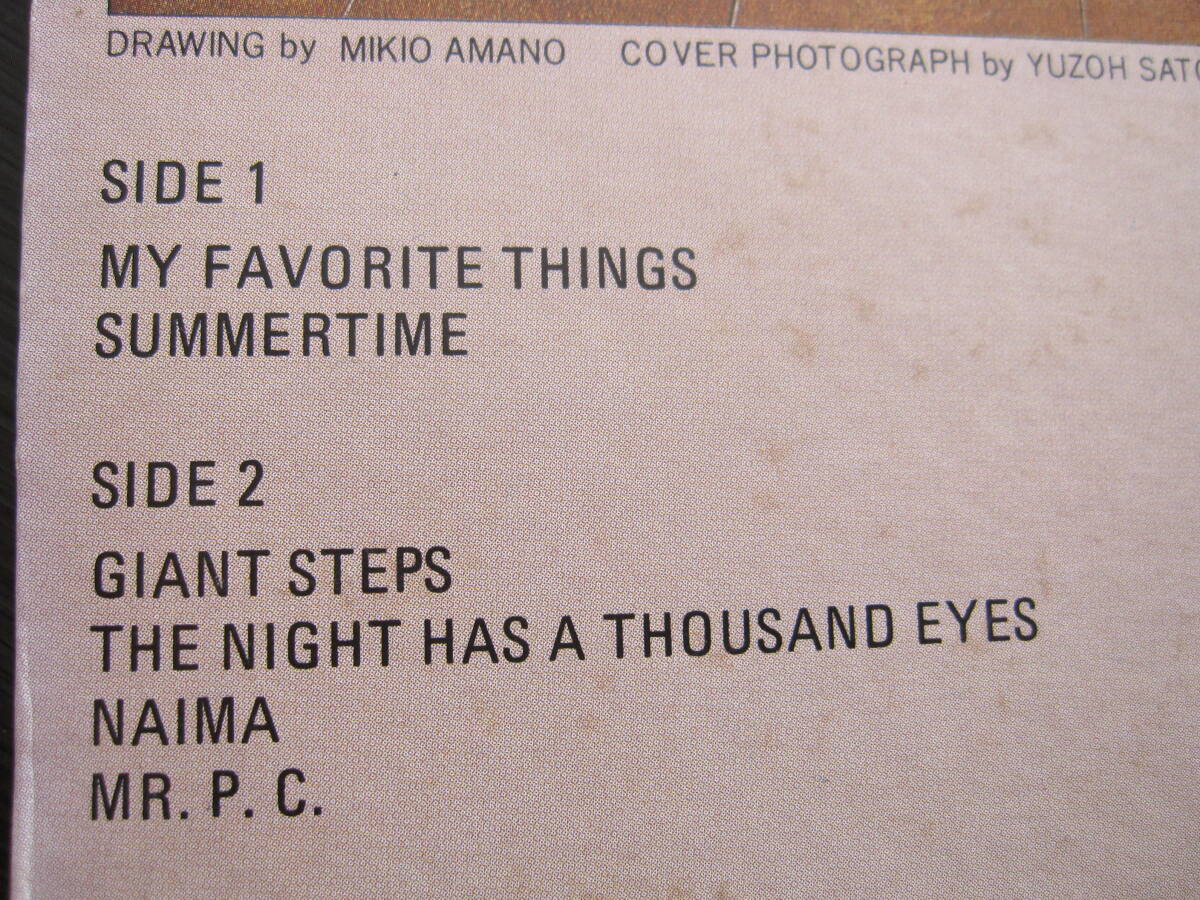 DRAWING by MIKIO AMANO COVER PHOTOGRAPH by YUZOH
SIDE 1
MY FAVORITE THINGS
SUMMERTIME
SIDE 2
GIANT STEPS
THE NIGHT HAS A THOUSAND EYES
NAIMA
MR. P. C.